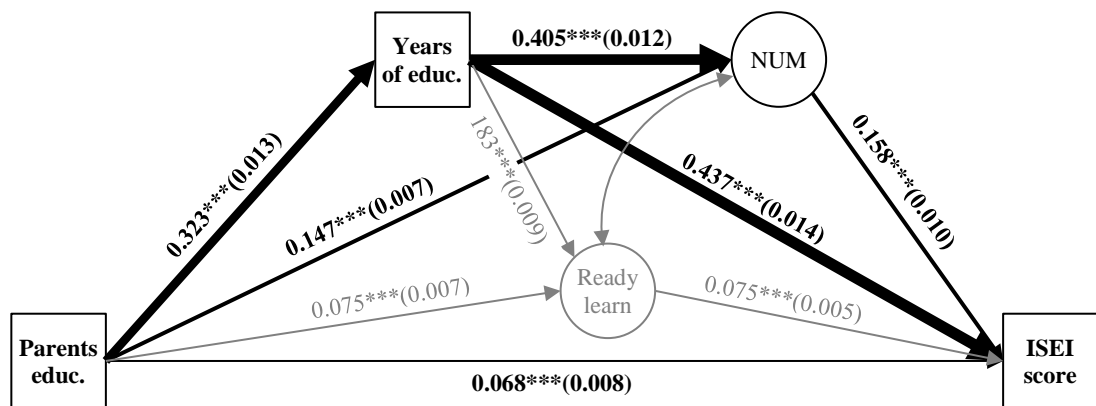 Years
of educ.
0.405***(0.012)
NUM
0.323***(0.013)
0.147***(0.007)
183***(0.009)
0.437***(0.014)
0.158***(0.010)
Ready
learn
0.075***(0.007)
0.075***(0.005)
Parents
educ.
ISEI
score
0.068***(0.008)